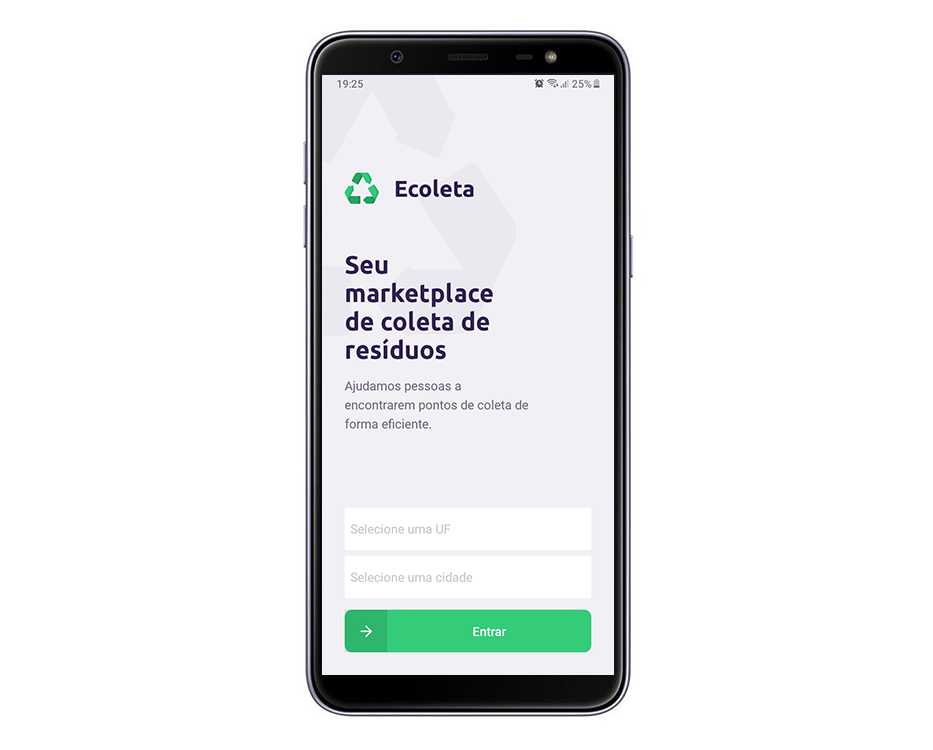 19:25 25%
Ecoleta
Seu
marketplace
de coleta de
resíduos
Ajudamos pessoas a
encontrarem pontos de coleta de
forma eficiente.
Selecione uma UF
Selecione uma cidade
Entrar